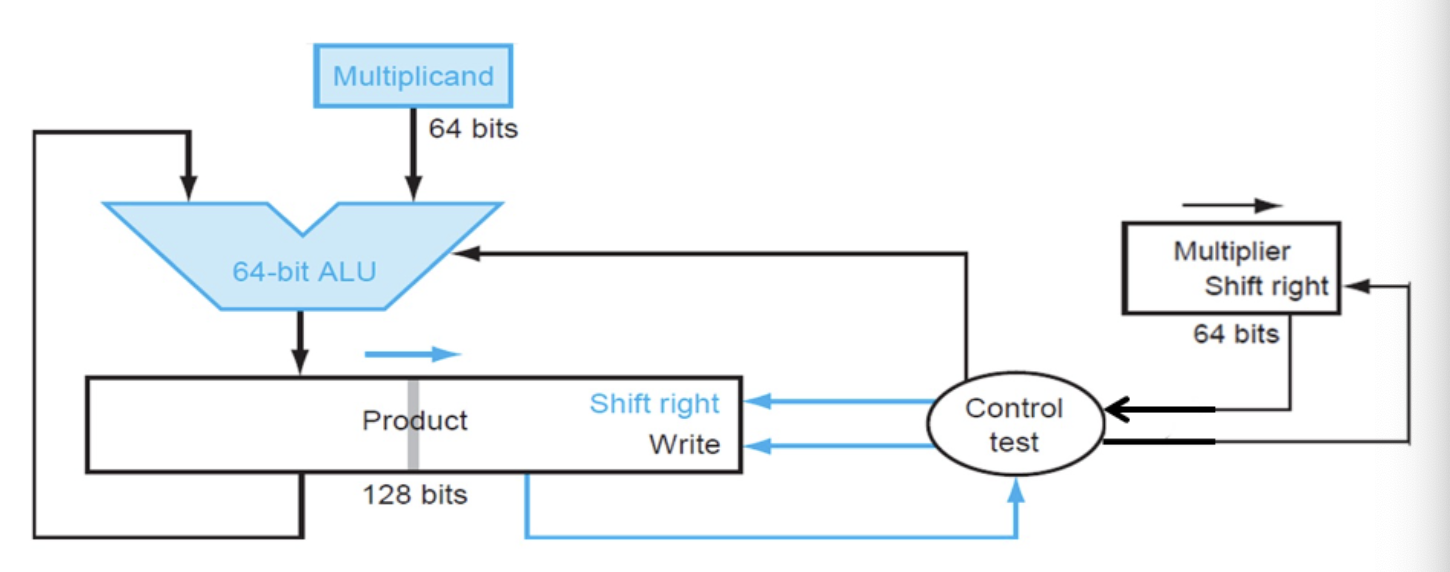 Multiplicand
64 bits
64-bit ALU
Multiplier
Shift right
64 bits
Product
Shift right
Write
128 bits
Control
test